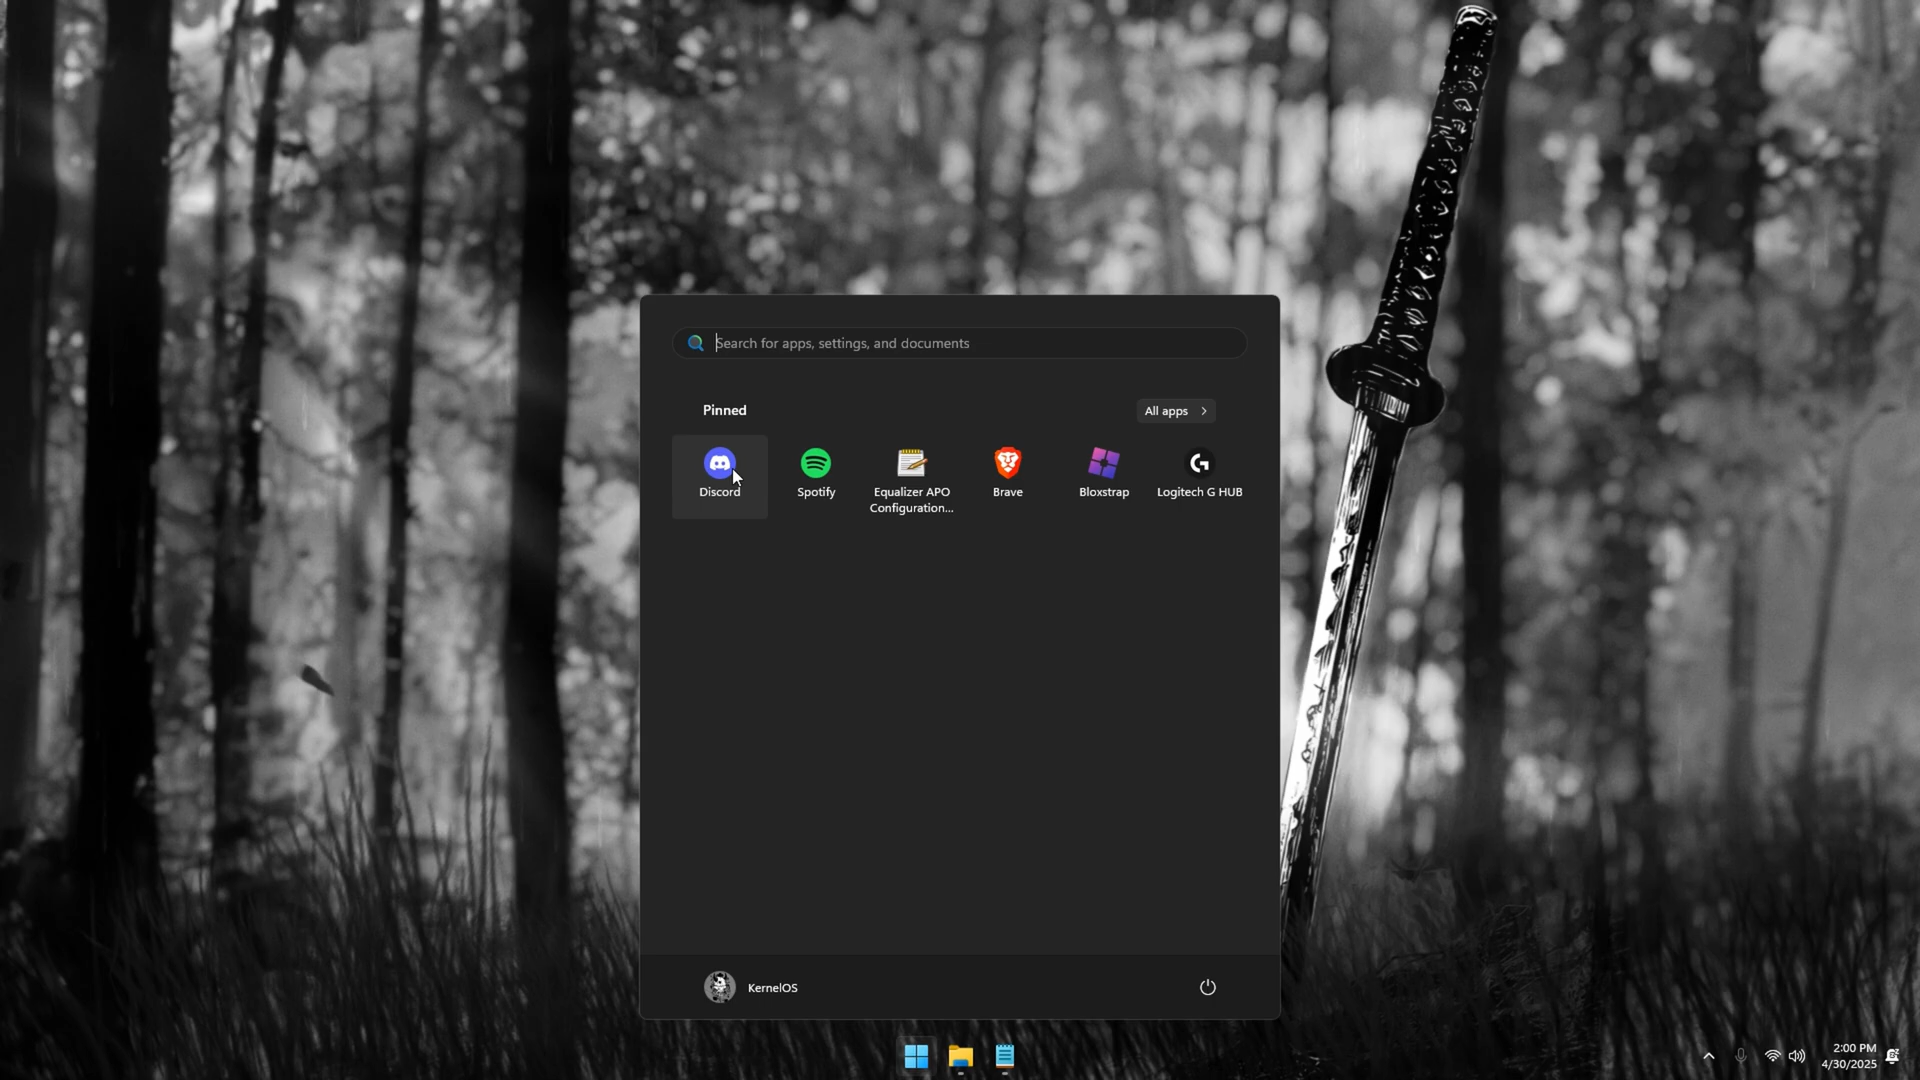 Search for apps, settings, and documents
Pinned
All apps
Discord
Spotify
Equalizer APO
Configuration...
Brave
Bloxstrap
Logitech G HUB
KernelOS
2:00 PM
4/30/2025